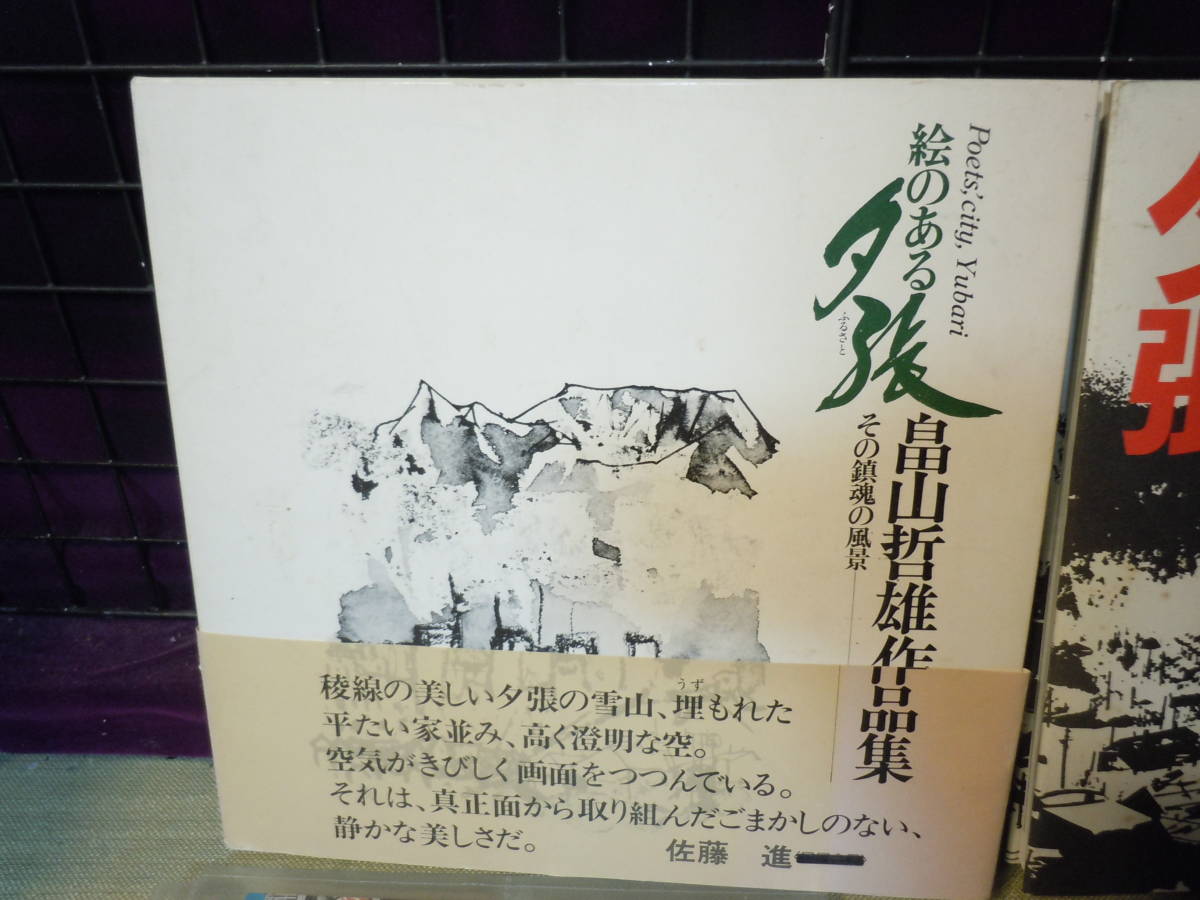 Poets,' city, Yubari
絵のある
夕張
ふるさと
畠山哲雄作品集
その鎮魂の風景
稜線の美しい夕張の雪山、埋もれた
うず
平たい家並み、高く澄明な空。
空気がきびしく画面をつつんでいる。
それは、真正面から取り組んだごまかしのない、
静かな美しさだ。
佐藤 進
夕張